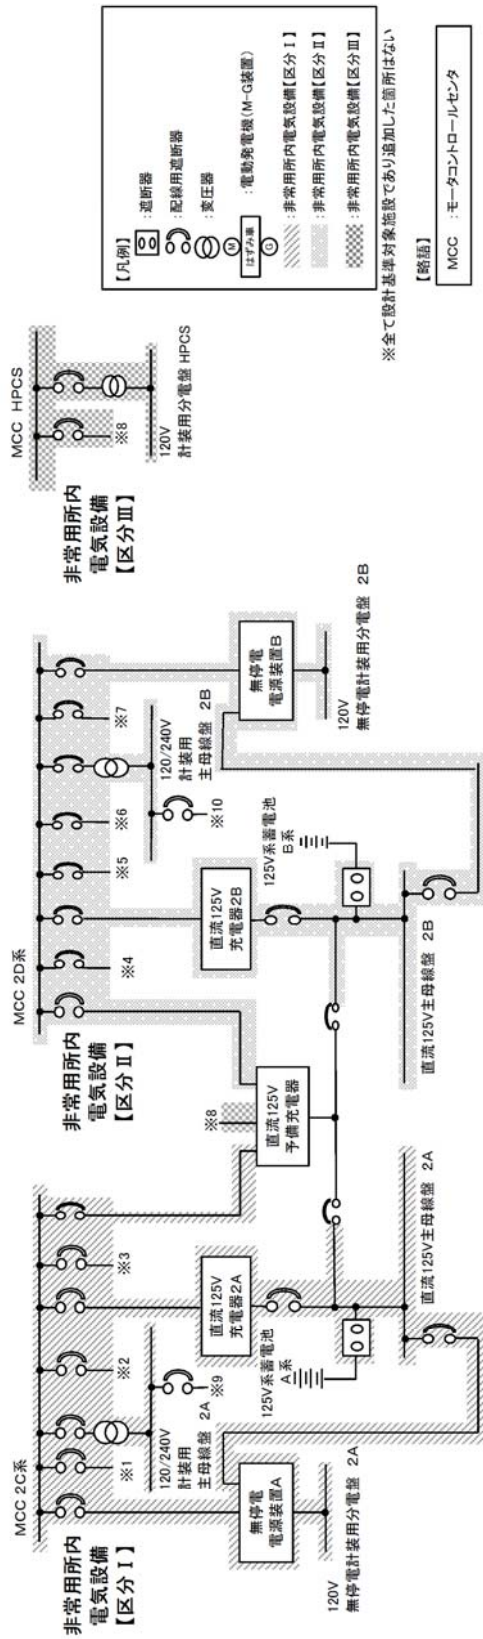 非常用所内
電気設備
【区分Ⅰ】
MCC 2C系
※1
※2
※3
120/240V
計装用
主母線盤 2A
※9
無停電
電源装置A
120V
無停電計装用分電盤 2A
直流125V
充電器2A
125V系蓄電池
A系
直流125V主母線盤 2A
非常用所内
電気設備
【区分Ⅱ】
MCC 2D系
※8
直流125V
予備充電器
※4
※5
※6
※7
直流125V
充電器2B
120/240V
計装用
主母線盤 2B
※10
125V系蓄電池
B系
無停電
電源装置B
120V
無停電計装用分電盤 2B
直流125V主母線盤 2B
非常用所内
電気設備
【区分Ⅲ】
MCC HPCS
※8
120V
計装用分電盤 HPCS
【凡例】
:遮断器
:配線用遮断器
:変圧器
M
はずみ車
G
:電動発電機(M-G装置)
:非常用所内電気設備【区分Ⅰ】
:非常用所内電気設備【区分Ⅱ】
:非常用所内電気設備【区分Ⅲ】
※全て設計基準対象施設であり追加した箇所はない
【略語】
MCC :モータコントロールセンタ